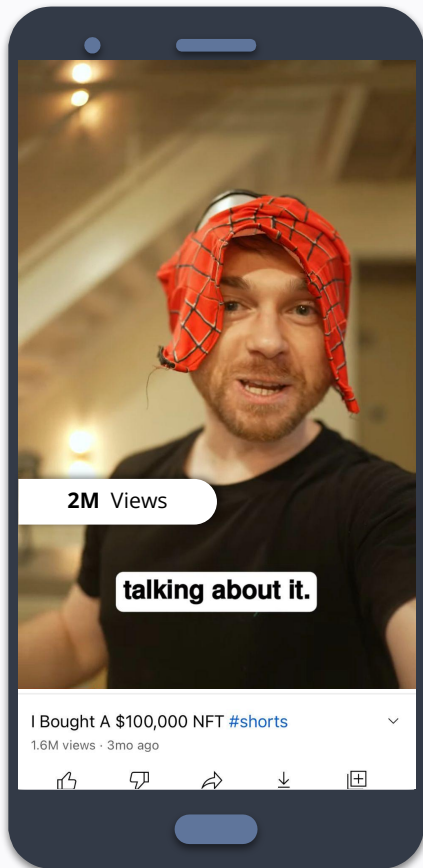 2M Views
talking about it.
I Bought A $100,000 NFT #shorts
1.6M views · 3mo ago